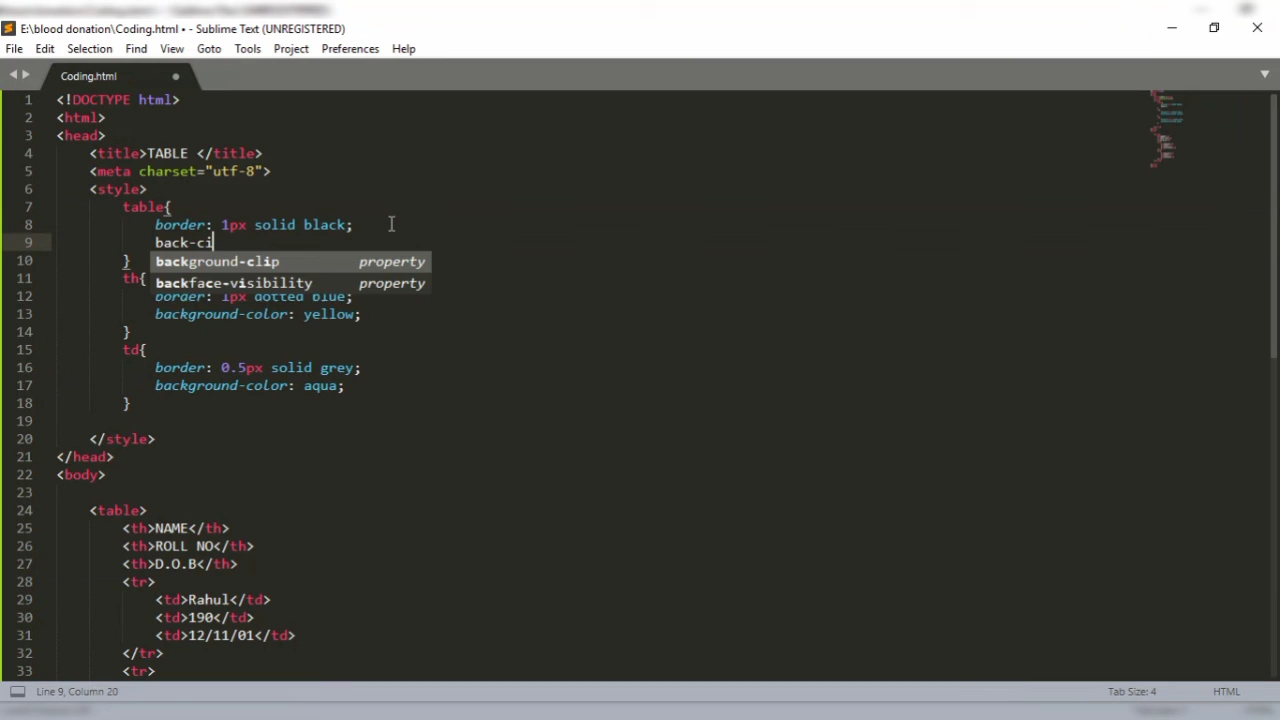 E:\blood donation\Coding.html • - Sublime Text (UNREGISTERED)
File Edit Selection Find View Goto Tools Project Preferences Help
Coding.html
1 <!DOCTYPE html>
2 <html>
3 <head>
4 <title>TABLE </title>
5 <meta charset="utf-8">
6 <style>
7 table{
8 border: 1px solid black;
9 back-ci
background-clip property
10 }
11 th{
backface-visibility property
12 border: 1px dotted blue;
13 background-color: yellow;
14 }
15 td{
16 border: 0.5px solid grey;
17 background-color: aqua;
18 }
19
20 </style>
21 </head>
22 <body>
23
24 <table>
25 <th>NAME</th>
26 <th>ROLL NO</th>
27 <th>D.O.B</th>
28 <tr>
29 <td>Rahul</td>
30 <td>190</td>
31 <td>12/11/01</td>
32 </tr>
33 <tr>
Line 9, Column 20 Tab Size: 4 HTML